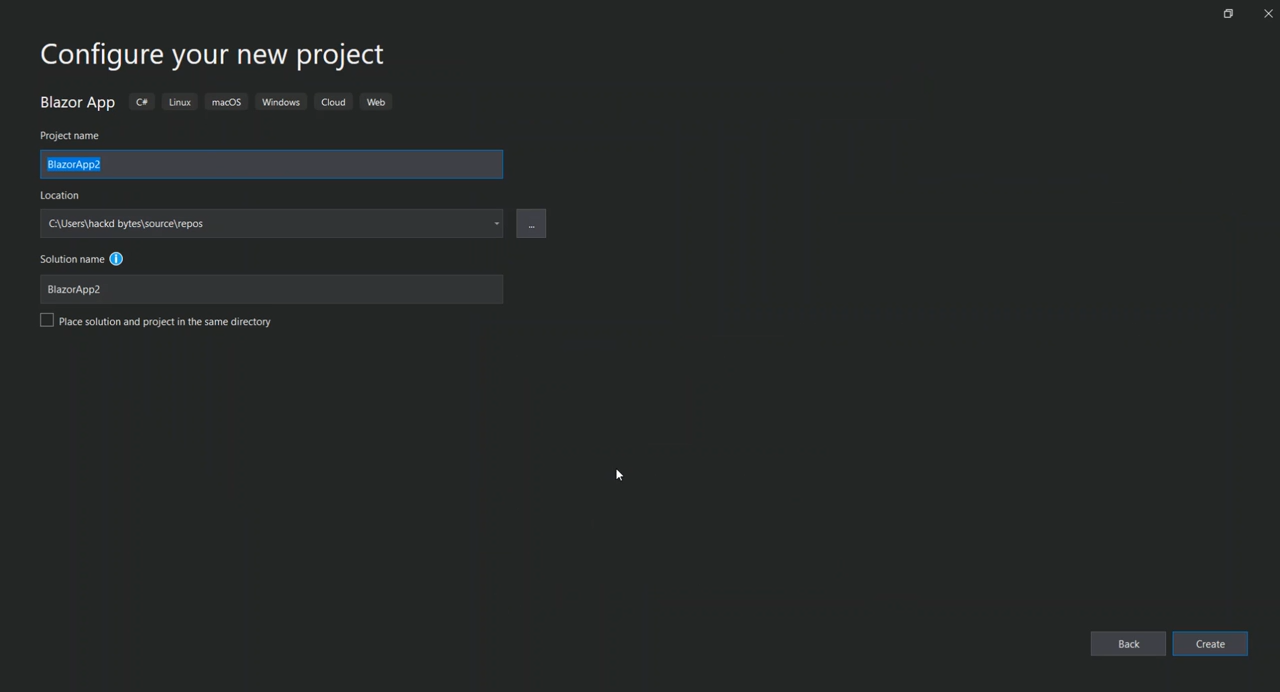 Configure your new project
Blazor App C# Linux macOS Windows Cloud Web
Project name
BlazorApp2
Location
C:\Users\hackd bytes\source\repos
...
Solution name
BlazorApp2
Place solution and project in the same directory
Back Create